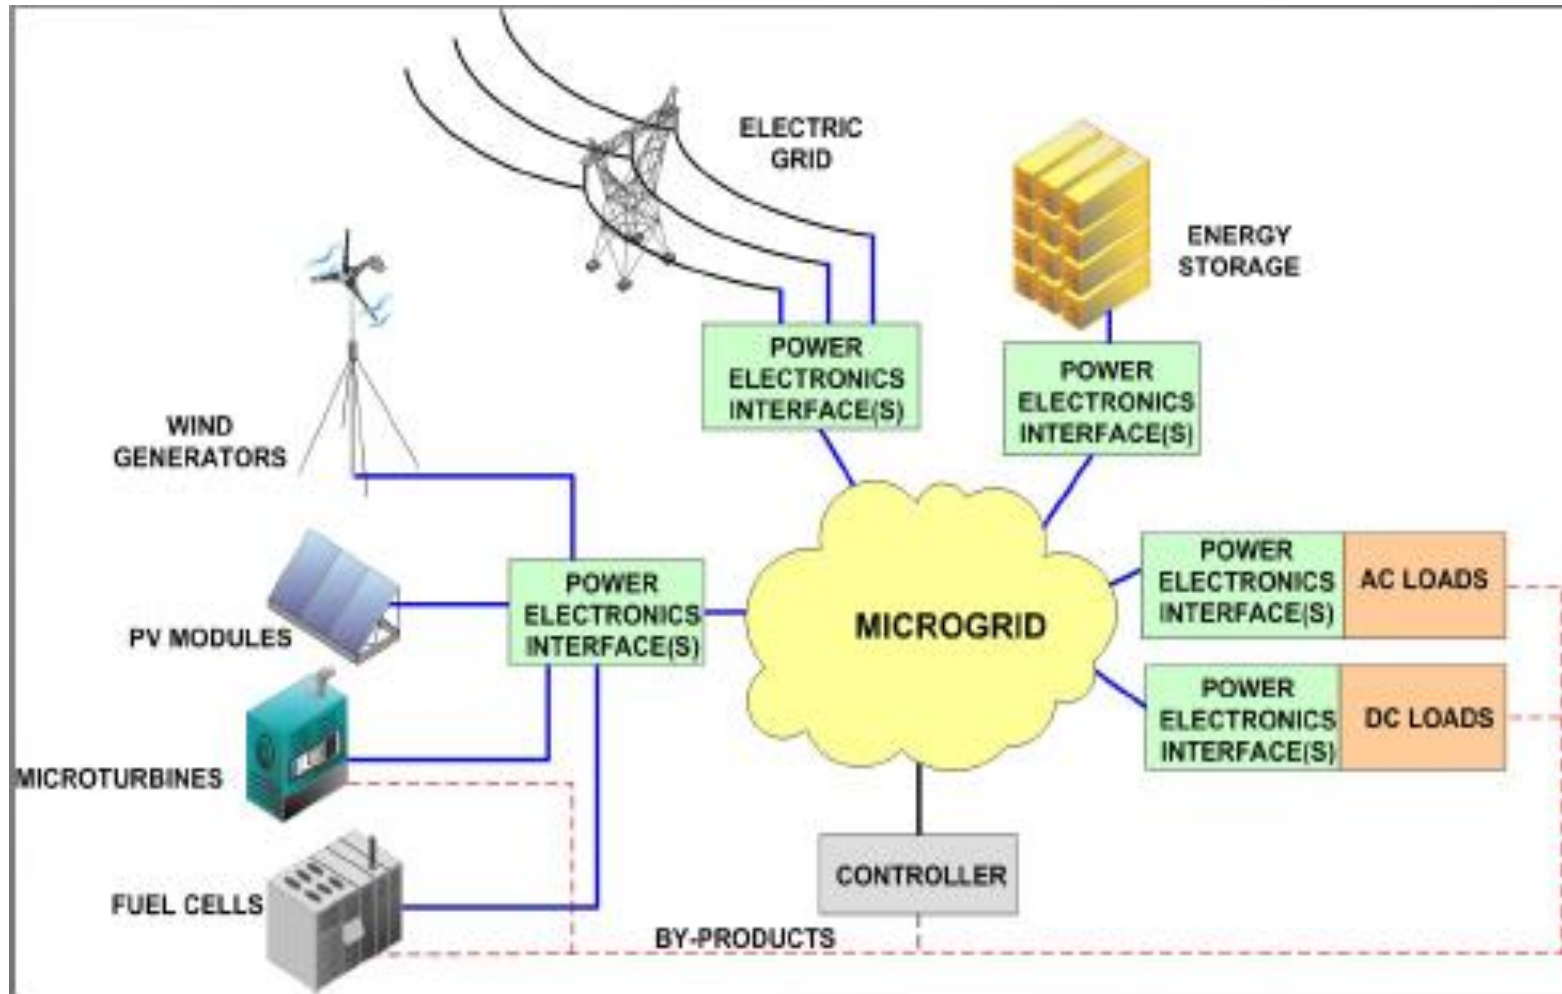 ELECTRIC
GRID
ENERGY
STORAGE
POWER
ELECTRONICS
INTERFACE(S)
POWER
ELECTRONICS
INTERFACE(S)
WIND
GENERATORS
POWER
ELECTRONICS
INTERFACE(S)
AC LOADS
POWER
ELECTRONICS
INTERFACE(S)
PV MODULES
MICROGRID
POWER
ELECTRONICS
INTERFACE(S)
DC LOADS
MICROTURBINES
CONTROLLER
FUEL CELLS
BY-PRODUCTS